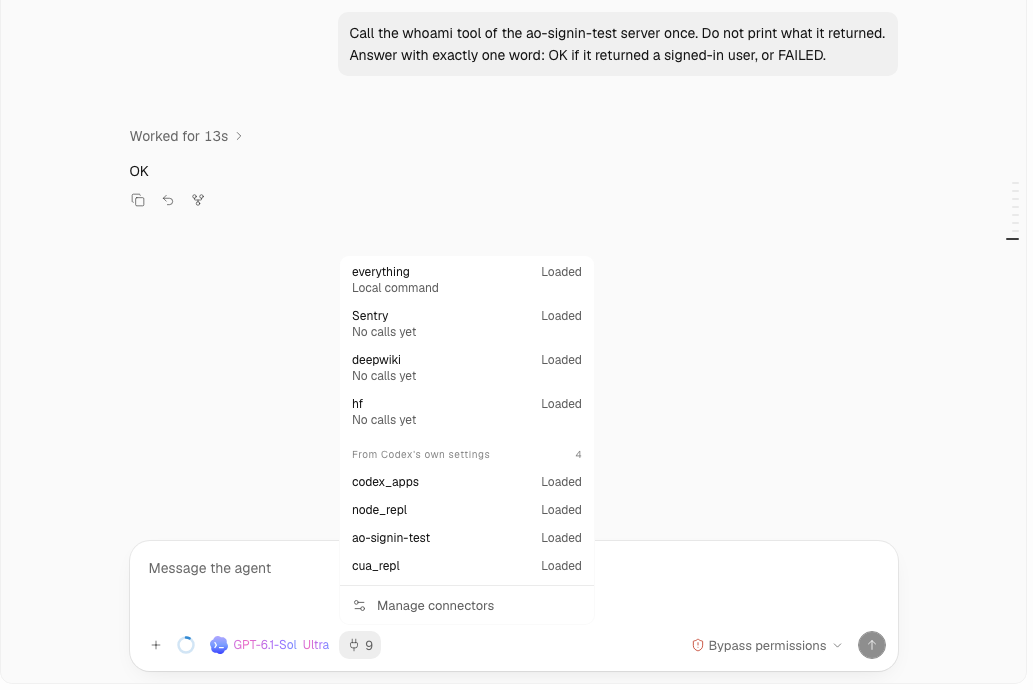 Call the whoami tool of the ao-signin-test server once. Do not print what it returned.
Answer with exactly one word: OK if it returned a signed-in user, or FAILED.
Worked for 13s
OK
everything Loaded
Local command
Sentry Loaded
No calls yet
deepwiki Loaded
No calls yet
hf Loaded
No calls yet
From Codex's own settings 4
codex_apps Loaded
node_repl Loaded
ao-signin-test Loaded
cua_repl Loaded
Message the agent
Manage connectors
GPT-6.1-Sol Ultra 9 Bypass permissions